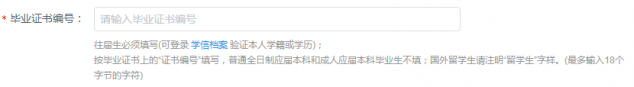 * 毕业证书编号： 请输入毕业证书编号
往届生必须填写(可登录 学信档案 验证本人学籍或学历)；
按毕业证书上的“证书编号”填写，普通全日制应届本科和成人应届本科毕业生不填；国外留学生请注明“留学生”字样。(最多输入18个
字节的字符)